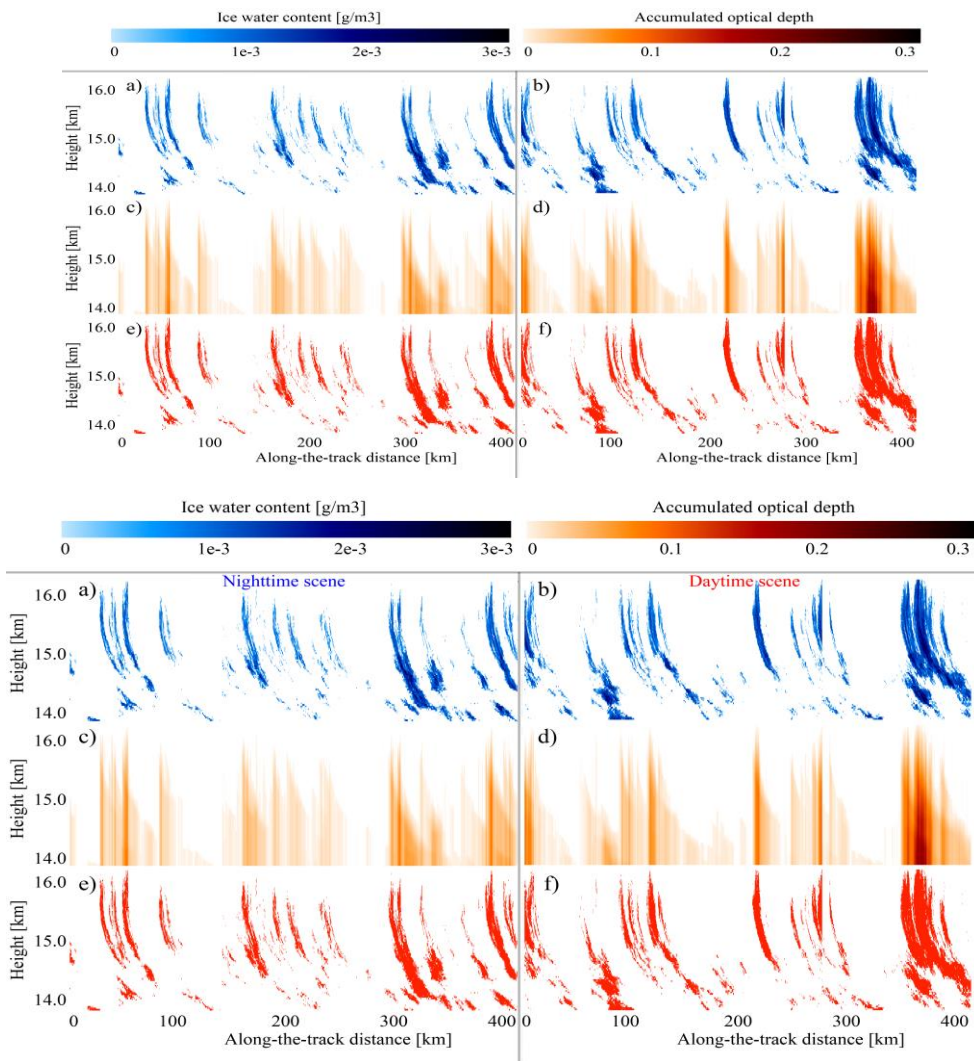 Ice water content [g/m3] Accumulated optical depth
0 1e-3 2e-3 3e-3 0 0.1 0.2 0.3
a) b)
16.0
15.0
14.0
Height [km]
c) d)
16.0
15.0
14.0
Height [km]
e) f)
16.0
15.0
14.0
Height [km]
0 100 200 300 400 0 100 200 300 400
Along-the-track distance [km] Along-the-track distance [km]
Ice water content [g/m3] Accumulated optical depth
0 1e-3 2e-3 3e-3 0 0.1 0.2 0.3
Nighttime scene Daytime scene
a) b)
16.0
15.0
14.0
Height [km]
c) d)
16.0
15.0
14.0
Height [km]
e) f)
16.0
15.0
14.0
Height [km]
0 100 200 300 400 100 200 300 400
Along-the-track distance [km] Along-the-track distance [km]